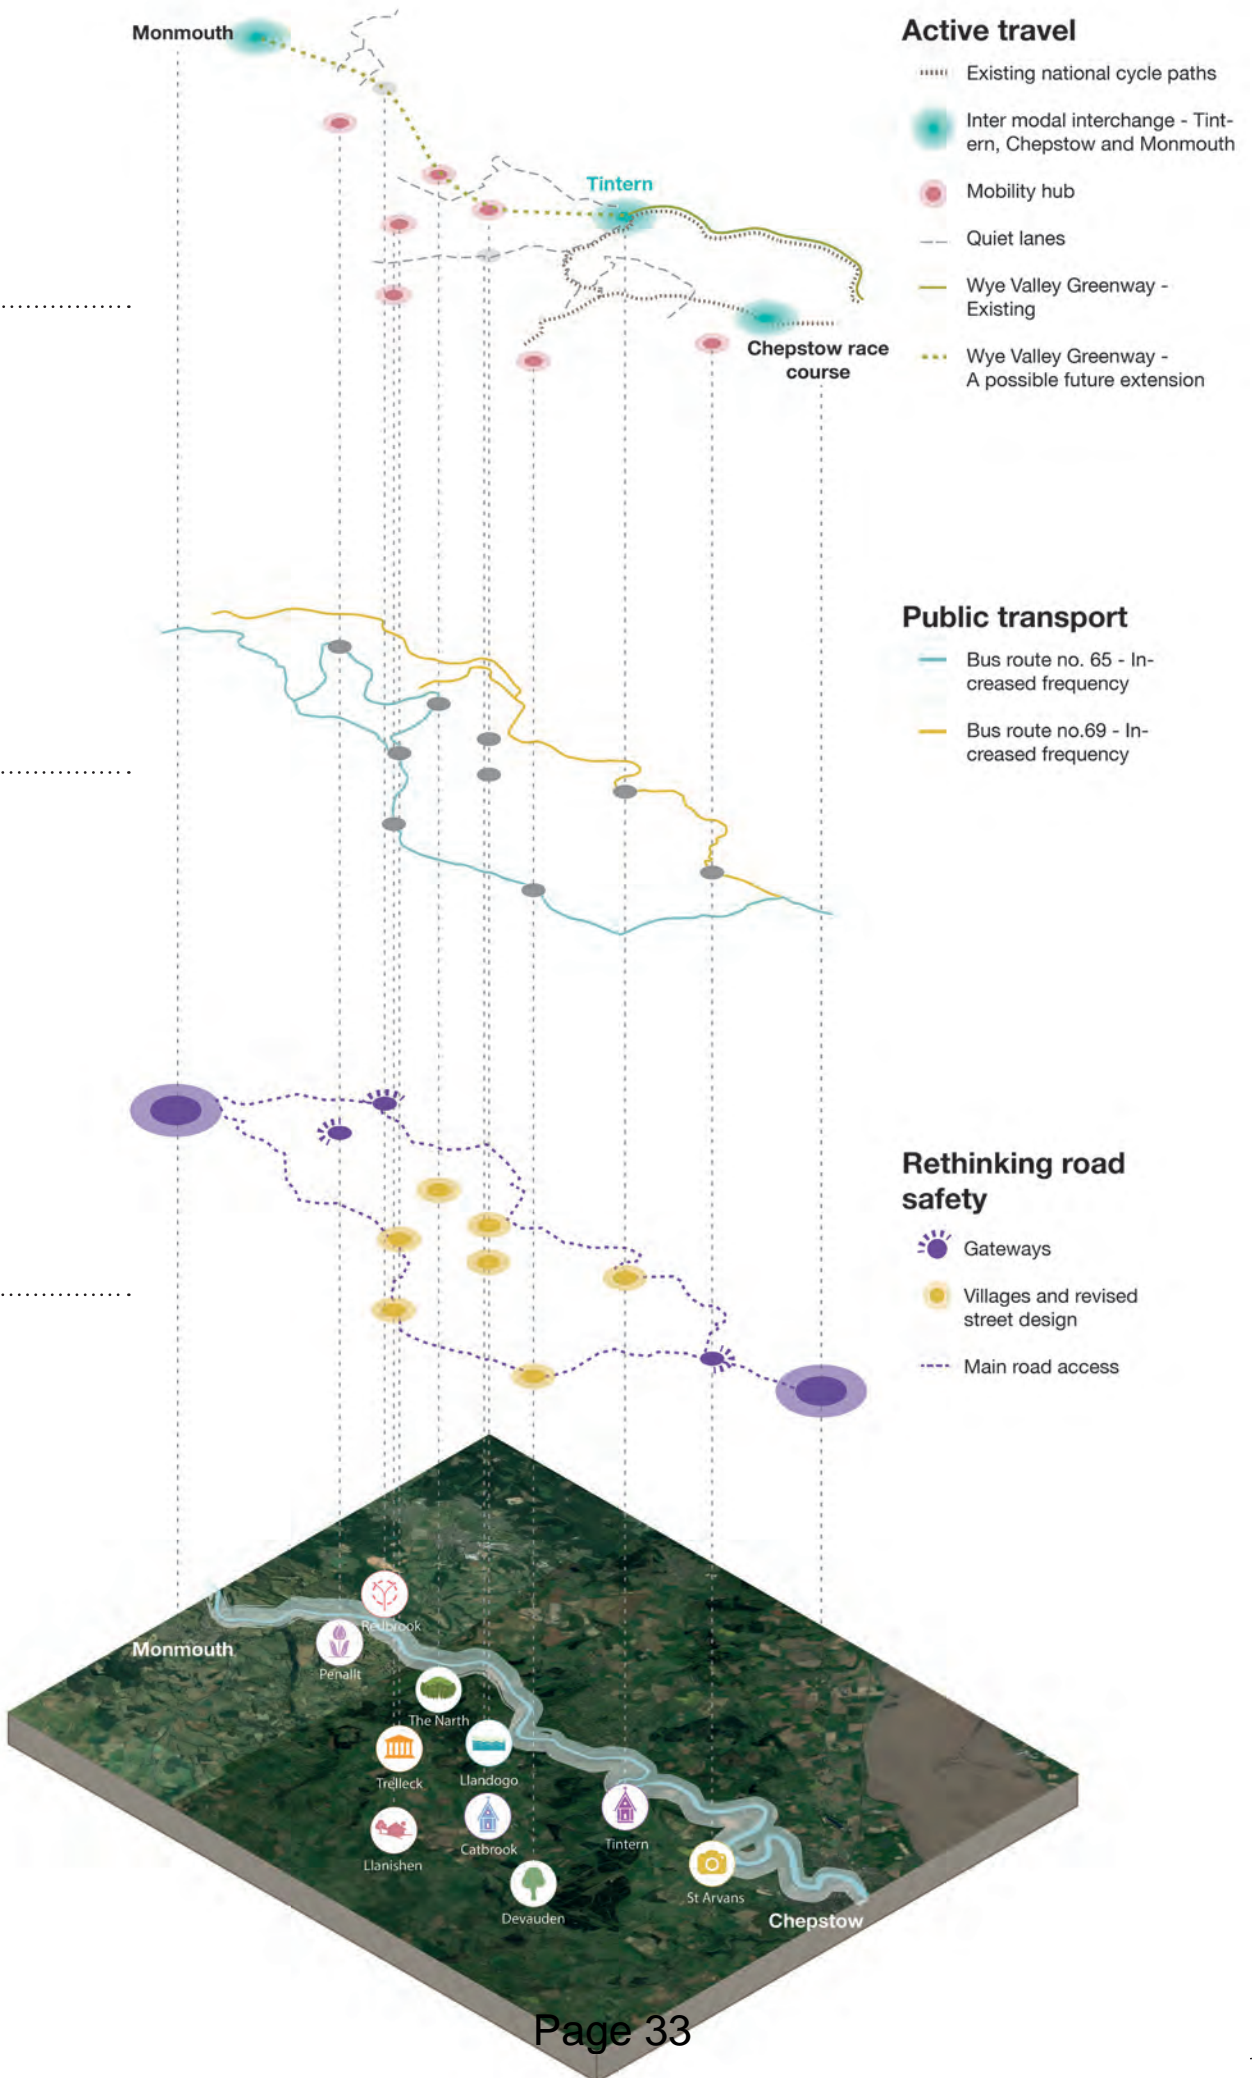 Monmouth
Tintern
Chepstow race
course
Active travel
Existing national cycle paths
Inter modal interchange - Tint-
ern, Chepstow and Monmouth
Mobility hub
Quiet lanes
Wye Valley Greenway -
Existing
Wye Valley Greenway -
A possible future extension
Public transport
Bus route no. 65 - In-
creased frequency
Bus route no.69 - In-
creased frequency
Rethinking road
safety
Gateways
Villages and revised
street design
Main road access
Redbrook
Monmouth
Penallt
The Narth
Trelleck
Llandogo
Tintern
Catbrook
Llanishen
St Arvans
Devauden
Chepstow
Page 33